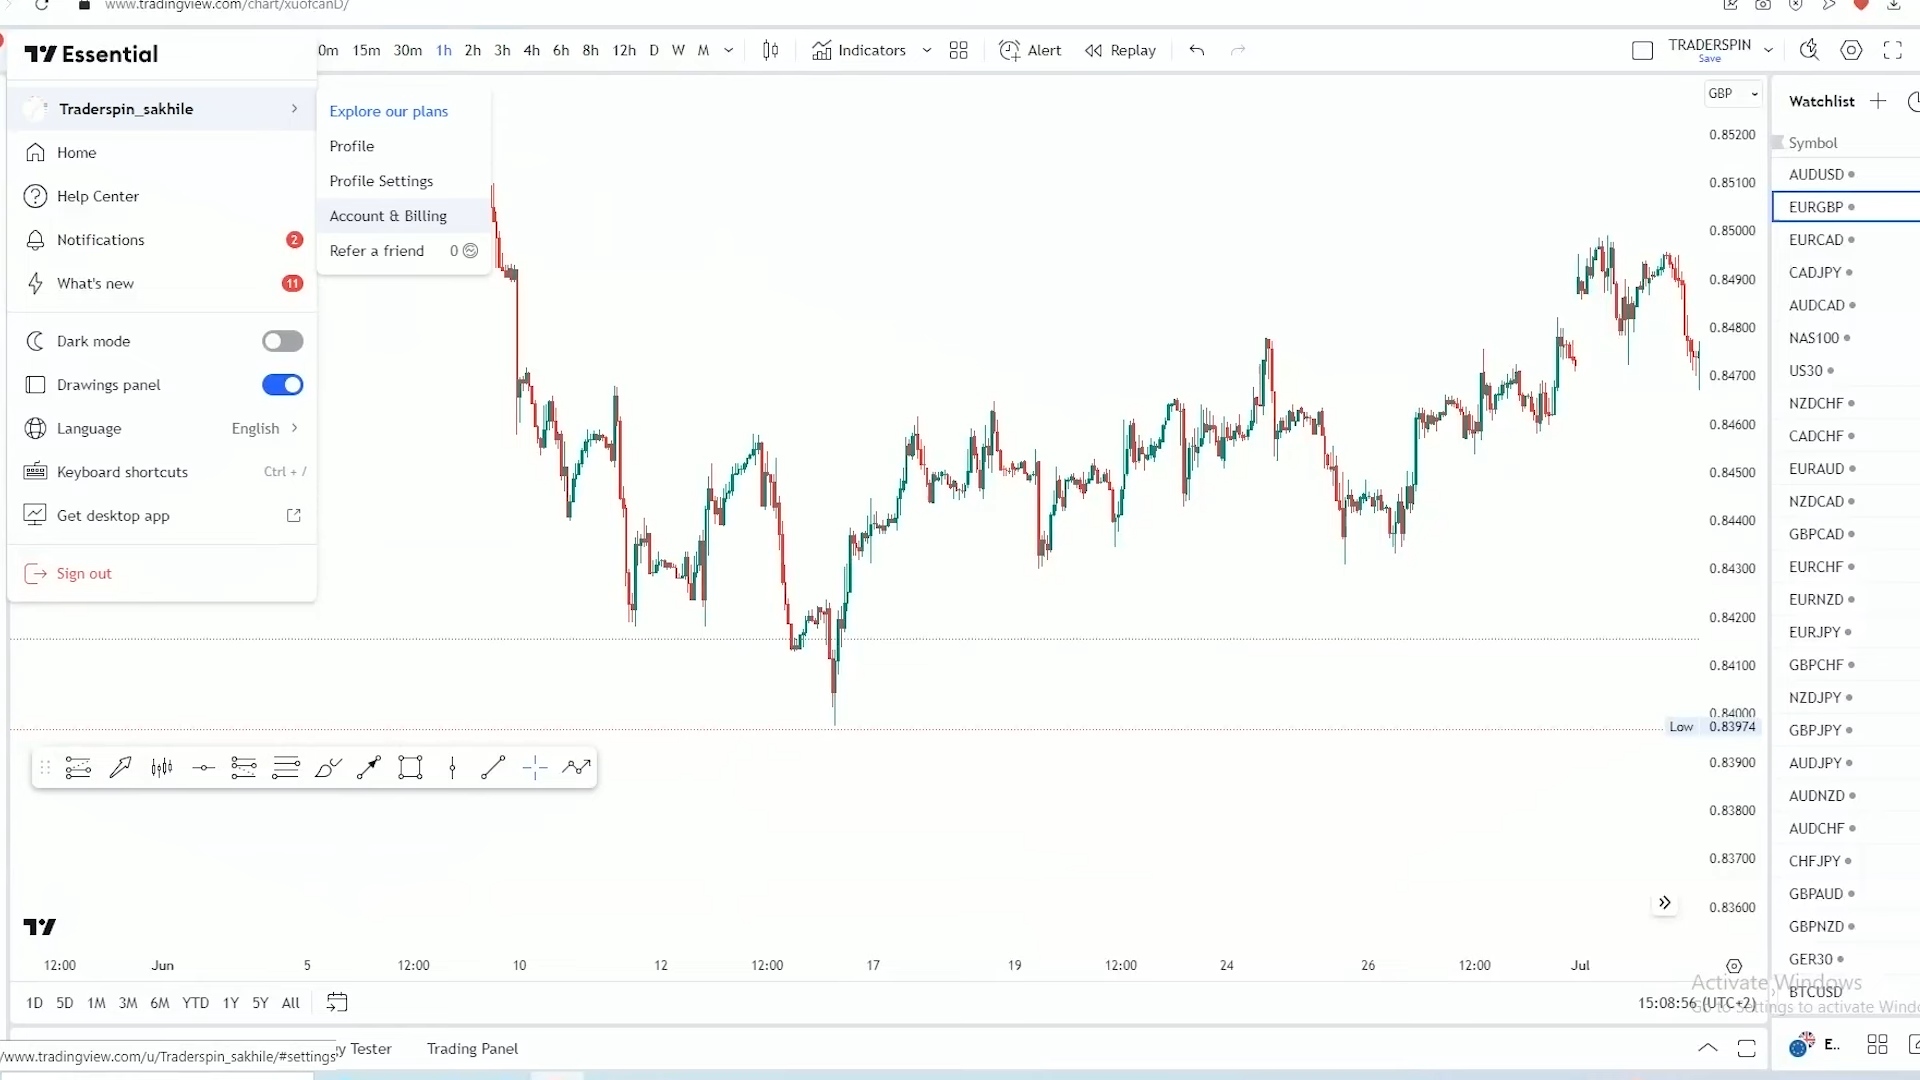 www.tradingview.com/chart/xuofcanD/
Essential
0m 15m 30m 1h 2h 3h 4h 6h 8h 12h D W M Indicators Alert Replay
TRADERSPIN
Save
Traderspin_sakhile
Home
Help Center
Notifications 2
What's new 11
Dark mode
Drawings panel
Language English
Keyboard shortcuts Ctrl + /
Get desktop app
Sign out
Explore our plans
Profile
Profile Settings
Account & Billing
Refer a friend 0
GBP
0.85200
0.85100
0.85000
0.84900
0.84800
0.84700
0.84600
0.84500
0.84400
0.84300
0.84200
0.84100
0.84000
Low 0.83974
0.83900
0.83800
0.83700
0.83600
Watchlist
Symbol
AUDUSD
EURGBP
EURCAD
CADJPY
AUDCAD
NAS100
US30
NZDCHF
CADCHF
EURAUD
NZDCAD
GBPCAD
EURCHF
EURNZD
EURJPY
GBPCHF
NZDJPY
GBPJPY
AUDJPY
AUDNZD
AUDCHF
CHFJPY
GBPAUD
GBPNZD
GER30
BTCUSD
12:00 Jun 5 12:00 10 12 12:00 17 19 12:00 24 26 12:00 Jul
1D 5D 1M 3M 6M YTD 1Y 5Y All
15:08:56 (UTC+2)
Activate Windows
Go to Settings to activate Wind
/www.tradingview.com/u/Traderspin_sakhile/#settings
y Tester Trading Panel
E..